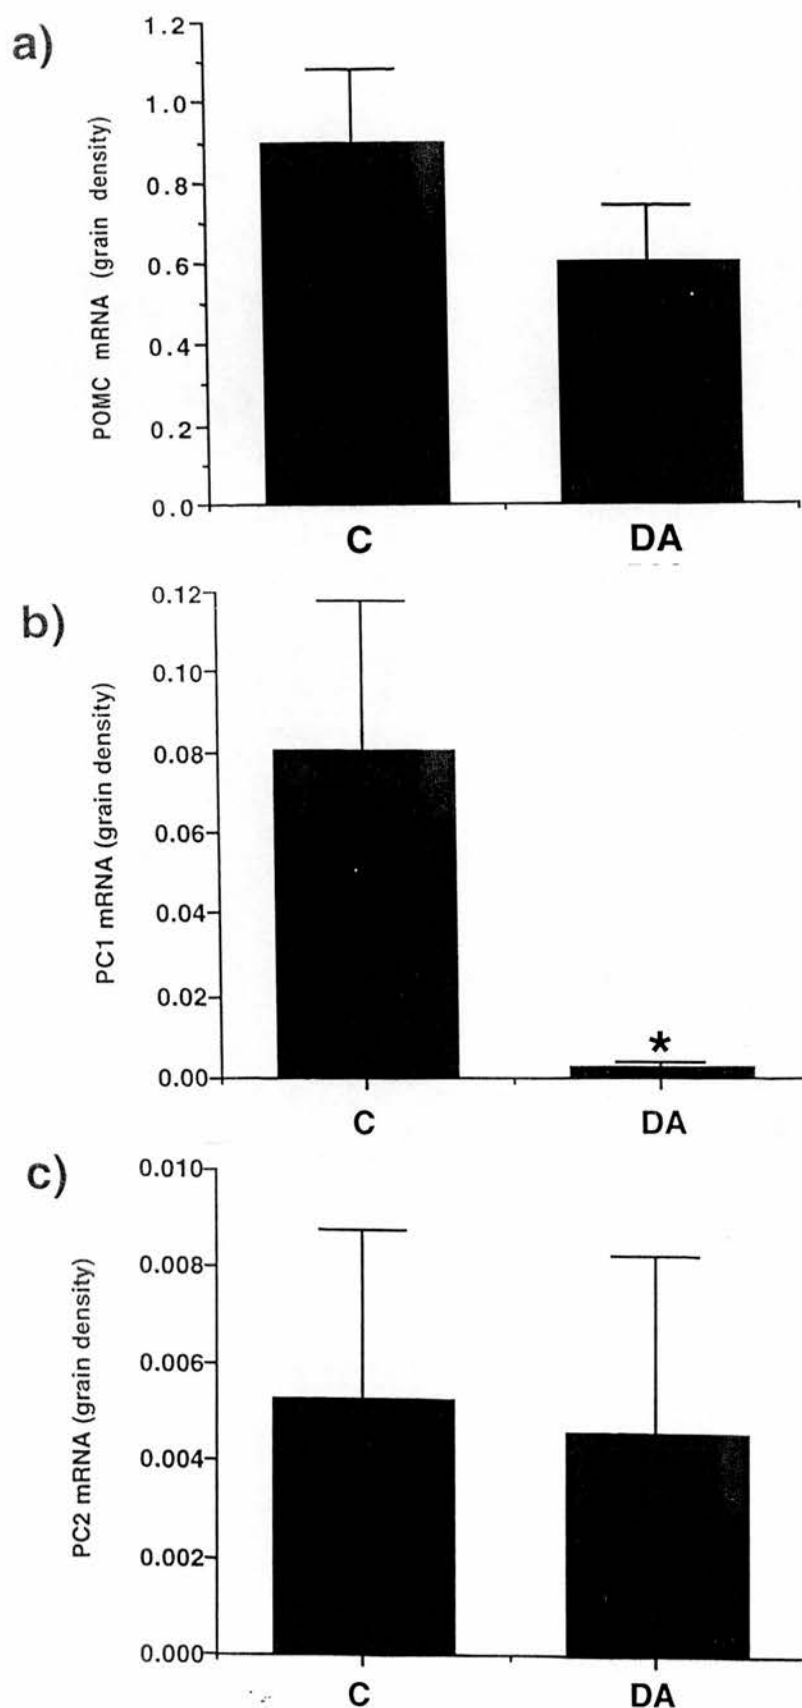 a)
POMC mRNA (grain density)
1.2
1.0
0.8
0.6
0.4
0.2
0.0
C DA
b)
PC1 mRNA (grain density)
0.12
0.10
0.08
0.06
0.04
0.02
0.00
*
C DA
c)
PC2 mRNA (grain density)
0.010
0.008
0.006
0.004
0.002
0.000
C DA